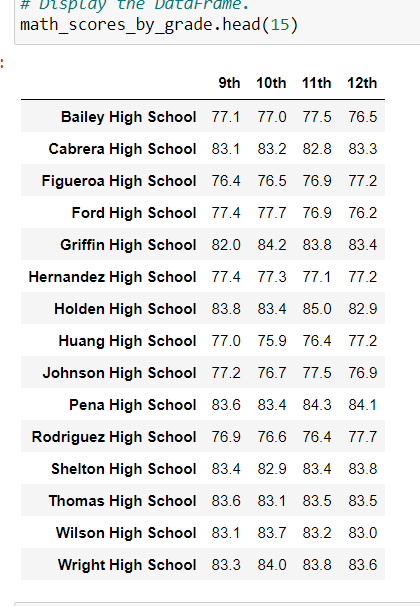 # Display the DataFrame.
math_scores_by_grade.head(15)
:
9th 10th 11th 12th
Bailey High School 77.1 77.0 77.5 76.5
Cabrera High School 83.1 83.2 82.8 83.3
Figueroa High School 76.4 76.5 76.9 77.2
Ford High School 77.4 77.7 76.9 76.2
Griffin High School 82.0 84.2 83.8 83.4
Hernandez High School 77.4 77.3 77.1 77.2
Holden High School 83.8 83.4 85.0 82.9
Huang High School 77.0 75.9 76.4 77.2
Johnson High School 77.2 76.7 77.5 76.9
Pena High School 83.6 83.4 84.3 84.1
Rodriguez High School 76.9 76.6 76.4 77.7
Shelton High School 83.4 82.9 83.4 83.8
Thomas High School 83.6 83.1 83.5 83.5
Wilson High School 83.1 83.7 83.2 83.0
Wright High School 83.3 84.0 83.8 83.6